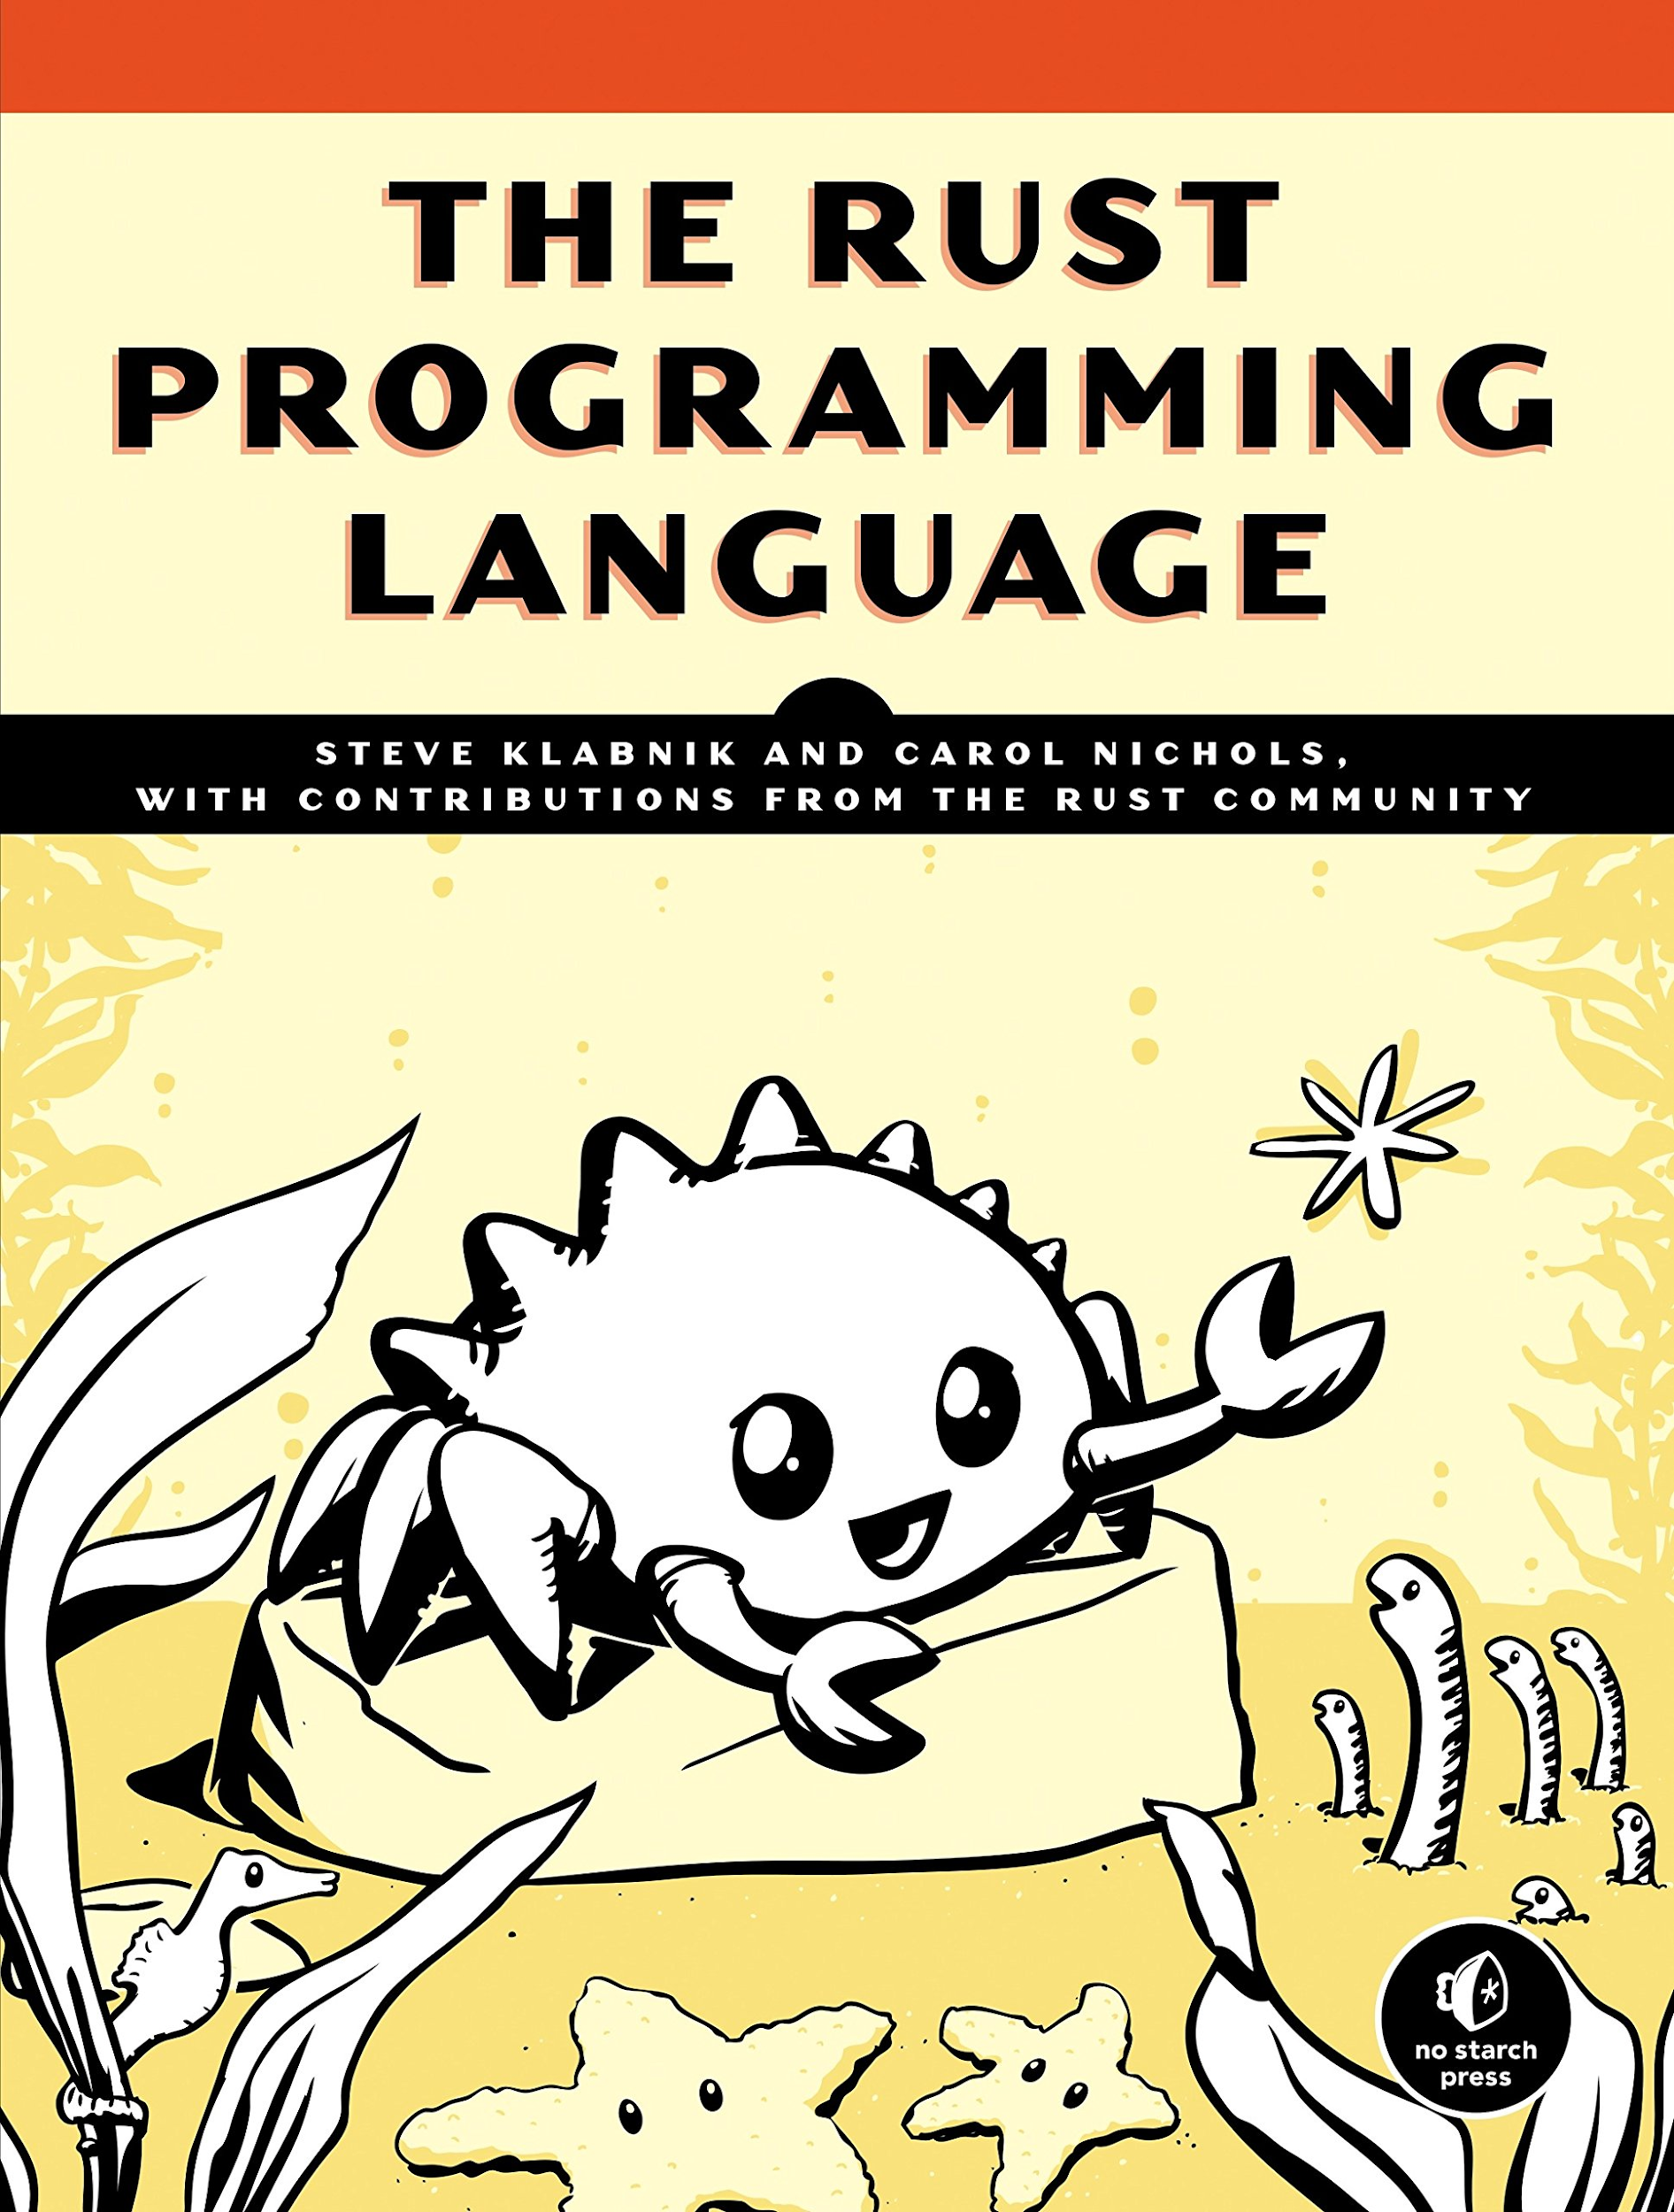 THE RUST
PROGRAMMING
LANGUAGE
STEVE KLABNIK AND CAROL NICHOLS,
WITH CONTRIBUTIONS FROM THE RUST COMMUNITY
no starch
press